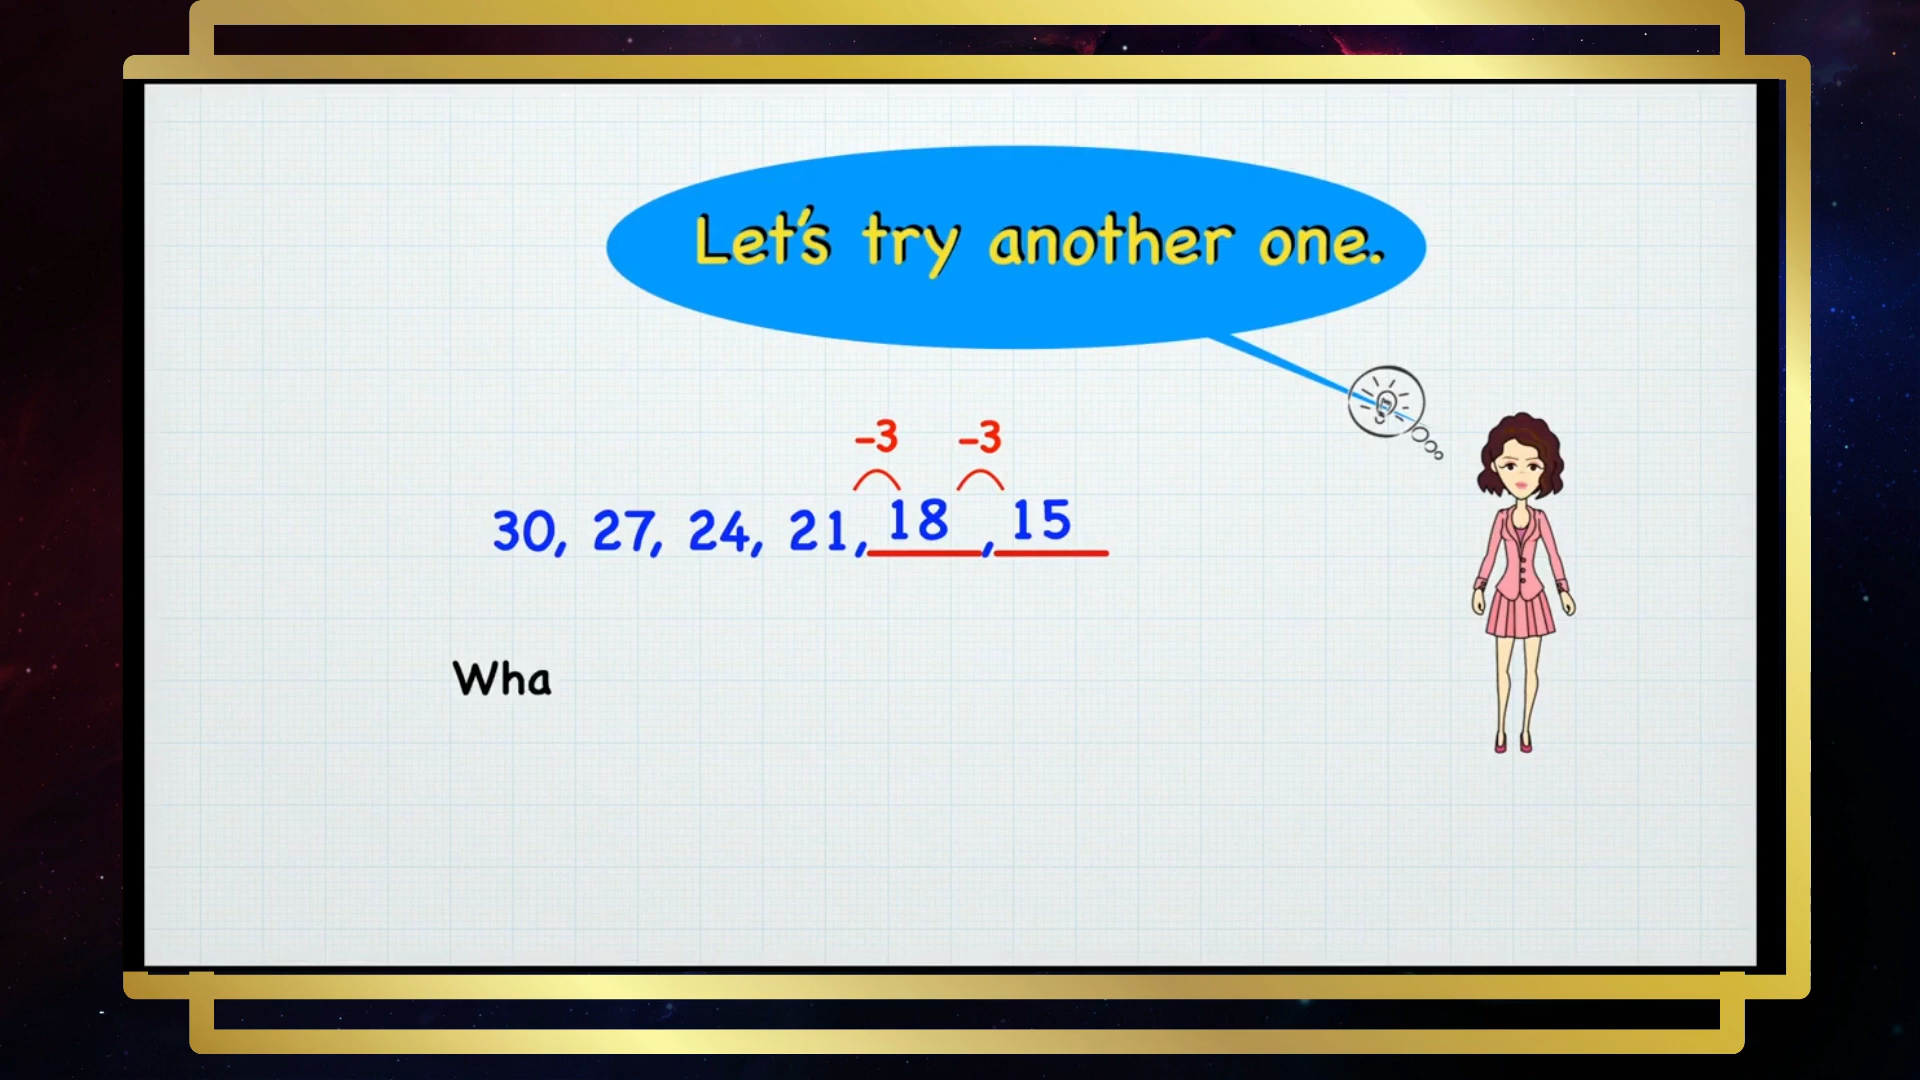 Let's try another one.
-3 -3
30, 27, 24, 21, 18, 15
Wha